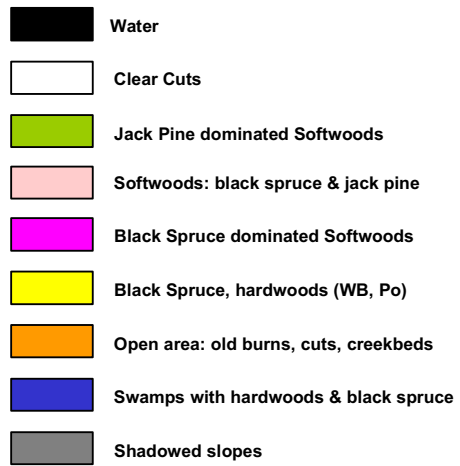 Water
Clear Cuts
Jack Pine dominated Softwoods
Softwoods: black spruce & jack pine
Black Spruce dominated Softwoods
Black Spruce, hardwoods (WB, Po)
Open area: old burns, cuts, creekbeds
Swamps with hardwoods & black spruce
Shadowed slopes